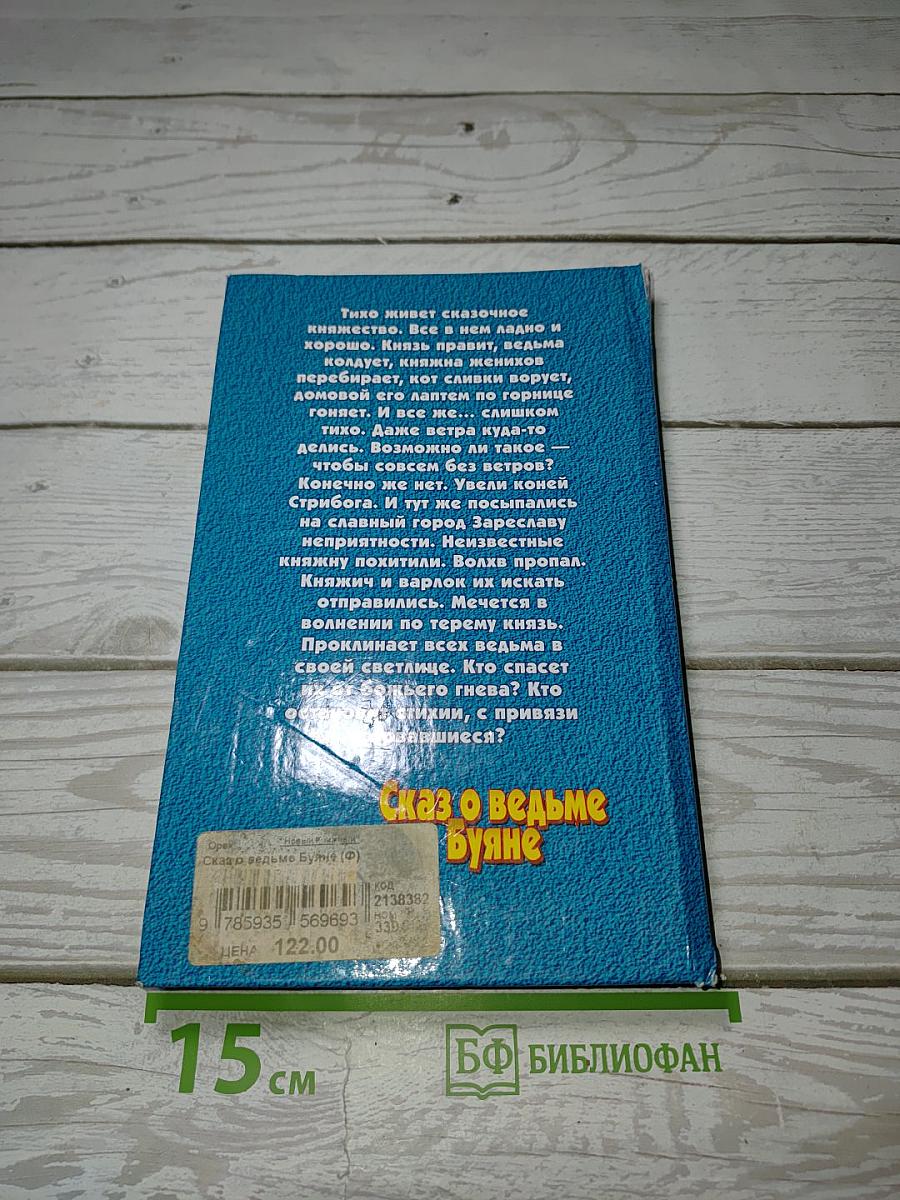 Тихо живет сказочное
княжество. Все в нем ладно и
хорошо. Князь правит, ведьма
колдует, княжна женихов
перебирает, кот сливки ворует,
домовой его лаптем по горнице
гоняет. И все же... слишком
тихо. Даже ветра куда-то
делись. Возможно ли такое —
чтобы совсем без ветров?
Конечно же нет. Увели коней
Стрибога. И тут же посыпались
на славный город Зареславу
неприятности. Неизвестные
княжну похитили. Волхв пропал.
Княжич и варлок их искать
отправились. Мечется в
волнении по терему князь.
Проклинает всех ведьма в
своей светлице. Кто спасет
их от божьего гнева? Кто
стихии, с привязи
Сказ о ведьме
Буяне
Сказ о ведьме Буяне (Ф)
КОД
2138382
9 785935 569693
ЦЕНА 122.00
15 см
БФ БИБЛИОФАН